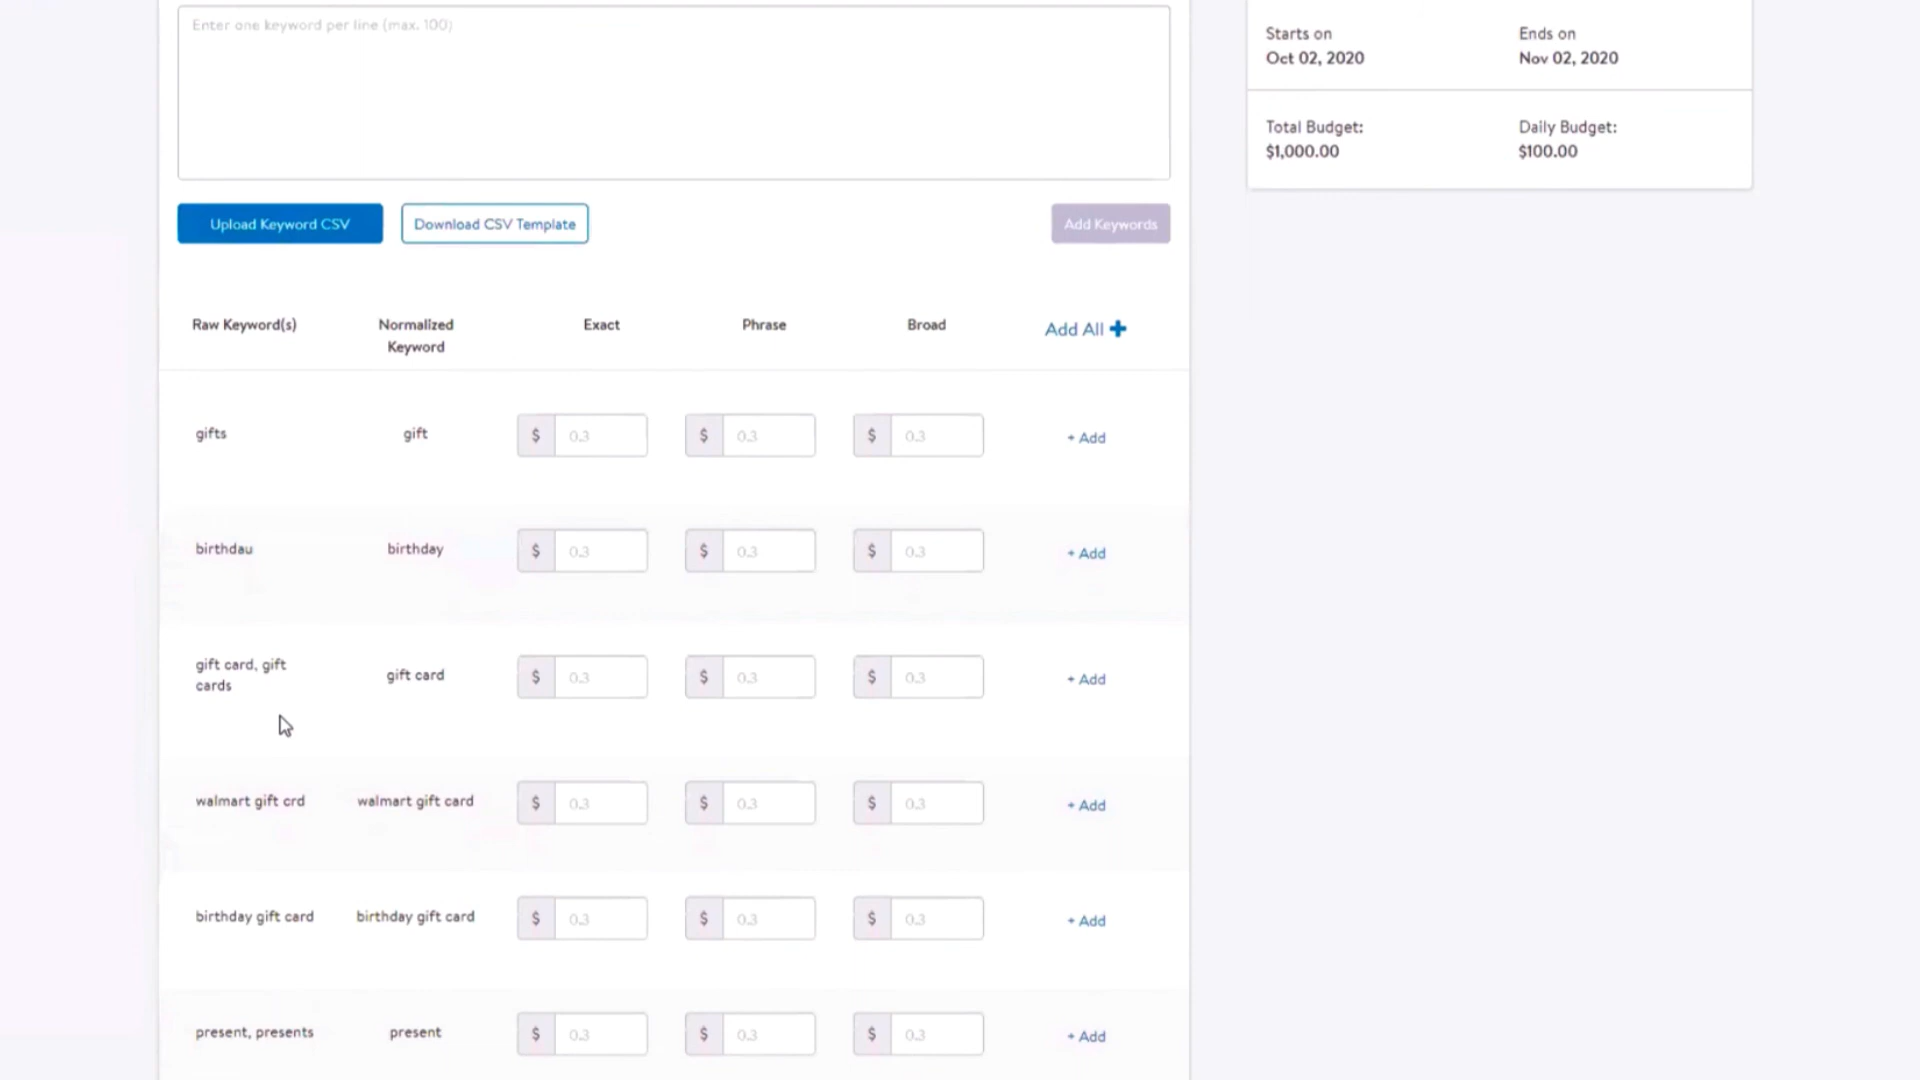 Enter one keyword per line (max. 100)
Starts on
Ends on
Oct 02, 2020
Nov 02, 2020
Total Budget:
Daily Budget:
$1,000.00
$100.00
Upload Keyword CSV
Download CSV Template
Add Keywords
Raw Keyword(s)
Normalized
Keyword
Exact
Phrase
Broad
Add All +
gifts
gift
$ 0.3
$ 0.3
$ 0.3
+ Add
birthdau
birthday
$ 0.3
$ 0.3
$ 0.3
+ Add
gift card, gift
cards
gift card
$ 0.3
$ 0.3
$ 0.3
+ Add
walmart gift crd
walmart gift card
$ 0.3
$ 0.3
$ 0.3
+ Add
birthday gift card
birthday gift card
$ 0.3
$ 0.3
$ 0.3
+ Add
present, presents
present
$ 0.3
$ 0.3
$ 0.3
+ Add